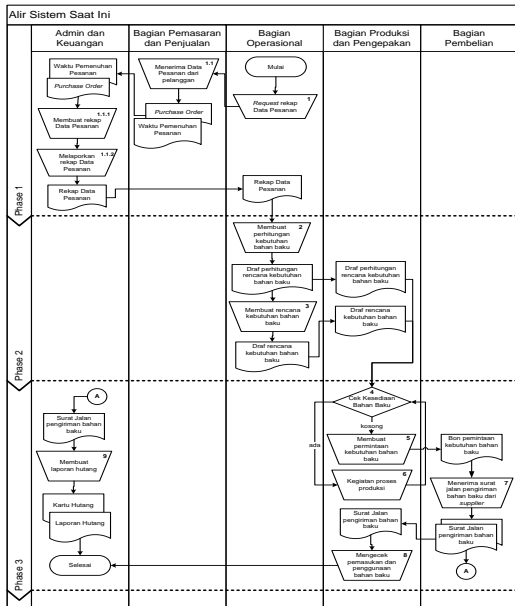 Alir Sistem Saat Ini
Admin dan
Keuangan
Bagian Pemasaran
dan Penjualan
Bagian
Operasional
Bagian Produksi
dan Pengepakan
Bagian
Pembelian
Phase 1
Waktu Pemenuhan
Pesanan
Purchase Order
1.1
Menerima Data
Pesanan dari
pelanggan
Mulai
Purchase Order
Waktu Pemenuhan
Pesanan
1
Request rekap
Data Pesanan
1.1.1
Membuat rekap
Data Pesanan
1.1.2
Melaporkan
rekap Data
Pesanan
Rekap Data
Pesanan
Rekap Data
Pesanan
Phase 2
2
Membuat
perhitungan
kebutuhan
bahan baku
Draf perhitungan
rencana kebutuhan
bahan baku
Draf perhitungan
rencana kebutuhan
bahan baku
3
Membuat rencana
kebutuhan bahan
baku
Draf rencana
kebutuhan bahan
baku
Draf rencana
kebutuhan bahan
baku
Phase 3
A
Surat Jalan
pengiriman bahan
baku
9
Membuat
laporan hutang
Kartu Hutang
Laporan Hutang
Selesai
4
Cek Kesediaan
Bahan Baku
kosong
ada
5
Membuat
permintaan
kebutuhan bahan
baku
Bon pemintaan
kebutuhan bahan
baku
6
Kegiatan proses
produksi
7
Menerima surat
jalan pengiriman
bahan baku dari
supplier
Surat Jalan
pengiriman bahan
baku
Surat Jalan
pengiriman bahan
baku
8
Mengecek
pemasukan dan
penggunaan
bahan baku
A